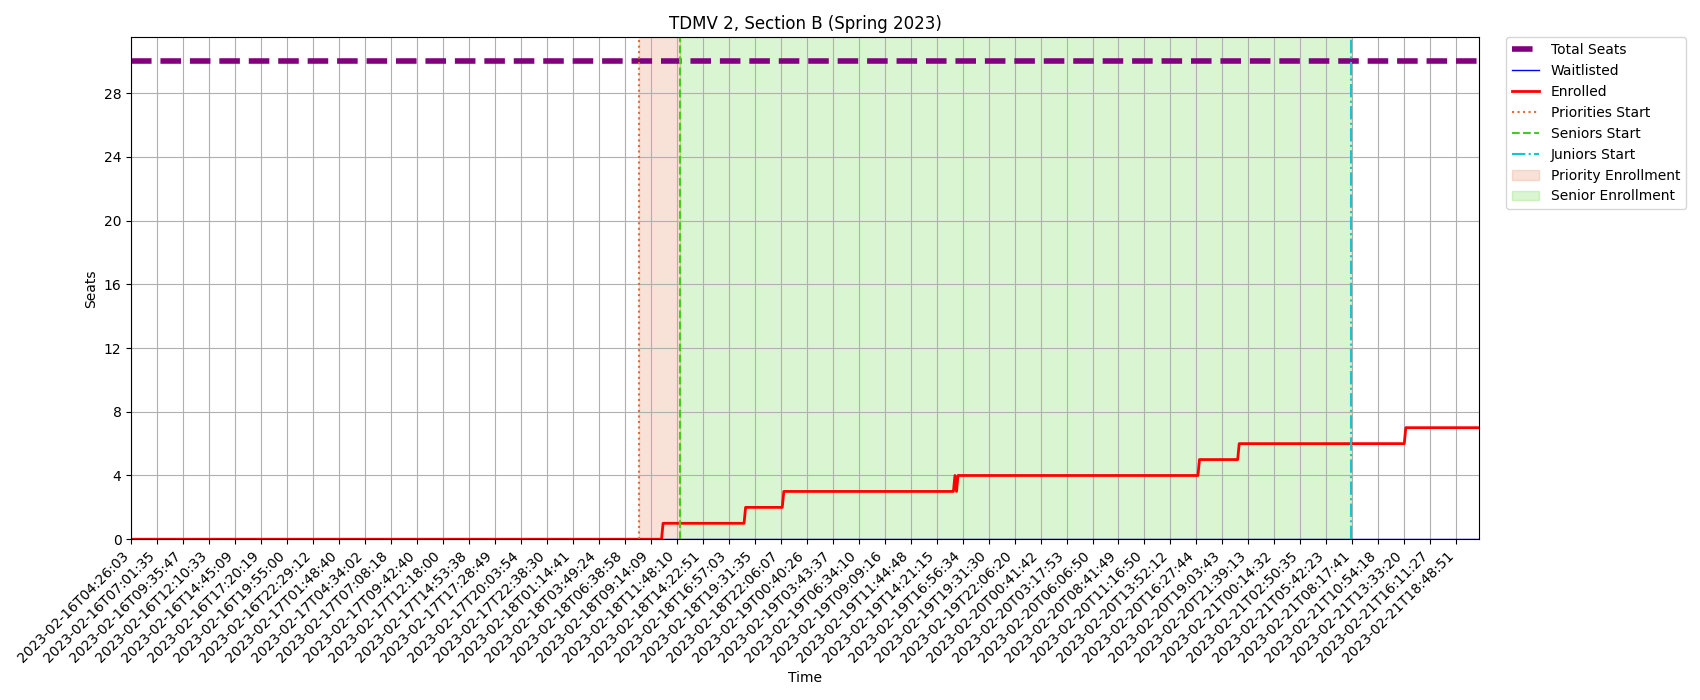 TDMV 2, Section B (Spring 2023)
Total Seats
Waitlisted
Enrolled
Priorities Start
Seniors Start
Juniors Start
Priority Enrollment
Senior Enrollment
Seats
28
24
20
16
12
8
4
0
2023-02-16T04:26:03
2023-02-16T07:01:35
2023-02-16T09:35:47
2023-02-16T12:10:33
2023-02-16T14:45:09
2023-02-16T17:20:19
2023-02-16T19:55:00
2023-02-16T22:29:12
2023-02-17T01:48:40
2023-02-17T04:34:02
2023-02-17T07:08:18
2023-02-17T09:42:40
2023-02-17T12:18:00
2023-02-17T14:53:38
2023-02-17T17:28:49
2023-02-17T20:03:54
2023-02-17T22:38:30
2023-02-18T01:14:41
2023-02-18T03:49:24
2023-02-18T06:38:58
2023-02-18T09:14:09
2023-02-18T11:48:10
2023-02-18T14:22:51
2023-02-18T16:57:03
2023-02-18T19:31:35
2023-02-18T22:06:07
2023-02-19T00:40:26
2023-02-19T03:43:37
2023-02-19T06:34:10
2023-02-19T09:09:16
2023-02-19T11:44:48
2023-02-19T14:21:15
2023-02-19T16:56:34
2023-02-19T19:31:30
2023-02-19T22:06:20
2023-02-20T00:41:42
2023-02-20T03:17:53
2023-02-20T06:06:50
2023-02-20T08:41:49
2023-02-20T11:16:50
2023-02-20T13:52:12
2023-02-20T16:27:44
2023-02-20T19:03:43
2023-02-20T21:39:13
2023-02-21T00:14:32
2023-02-21T02:50:35
2023-02-21T05:42:23
2023-02-21T08:17:41
2023-02-21T10:54:18
2023-02-21T13:33:20
2023-02-21T16:11:27
2023-02-21T18:48:51
Time